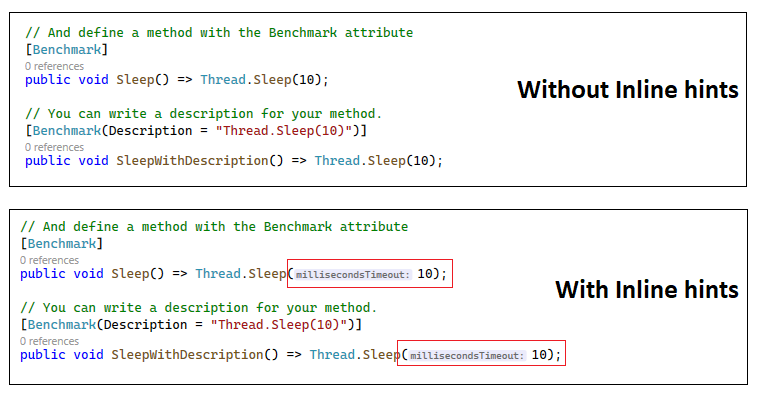 // And define a method with the Benchmark attribute
[Benchmark]
0 references
public void Sleep() => Thread.Sleep(10);
Without Inline hints
// You can write a description for your method.
[Benchmark(Description = "Thread.Sleep(10)")]
0 references
public void SleepWithDescription() => Thread.Sleep(10);
// And define a method with the Benchmark attribute
[Benchmark]
0 references
public void Sleep() => Thread.Sleep(millisecondsTimeout: 10);
With Inline hints
// You can write a description for your method.
[Benchmark(Description = "Thread.Sleep(10)")]
0 references
public void SleepWithDescription() => Thread.Sleep(millisecondsTimeout: 10);